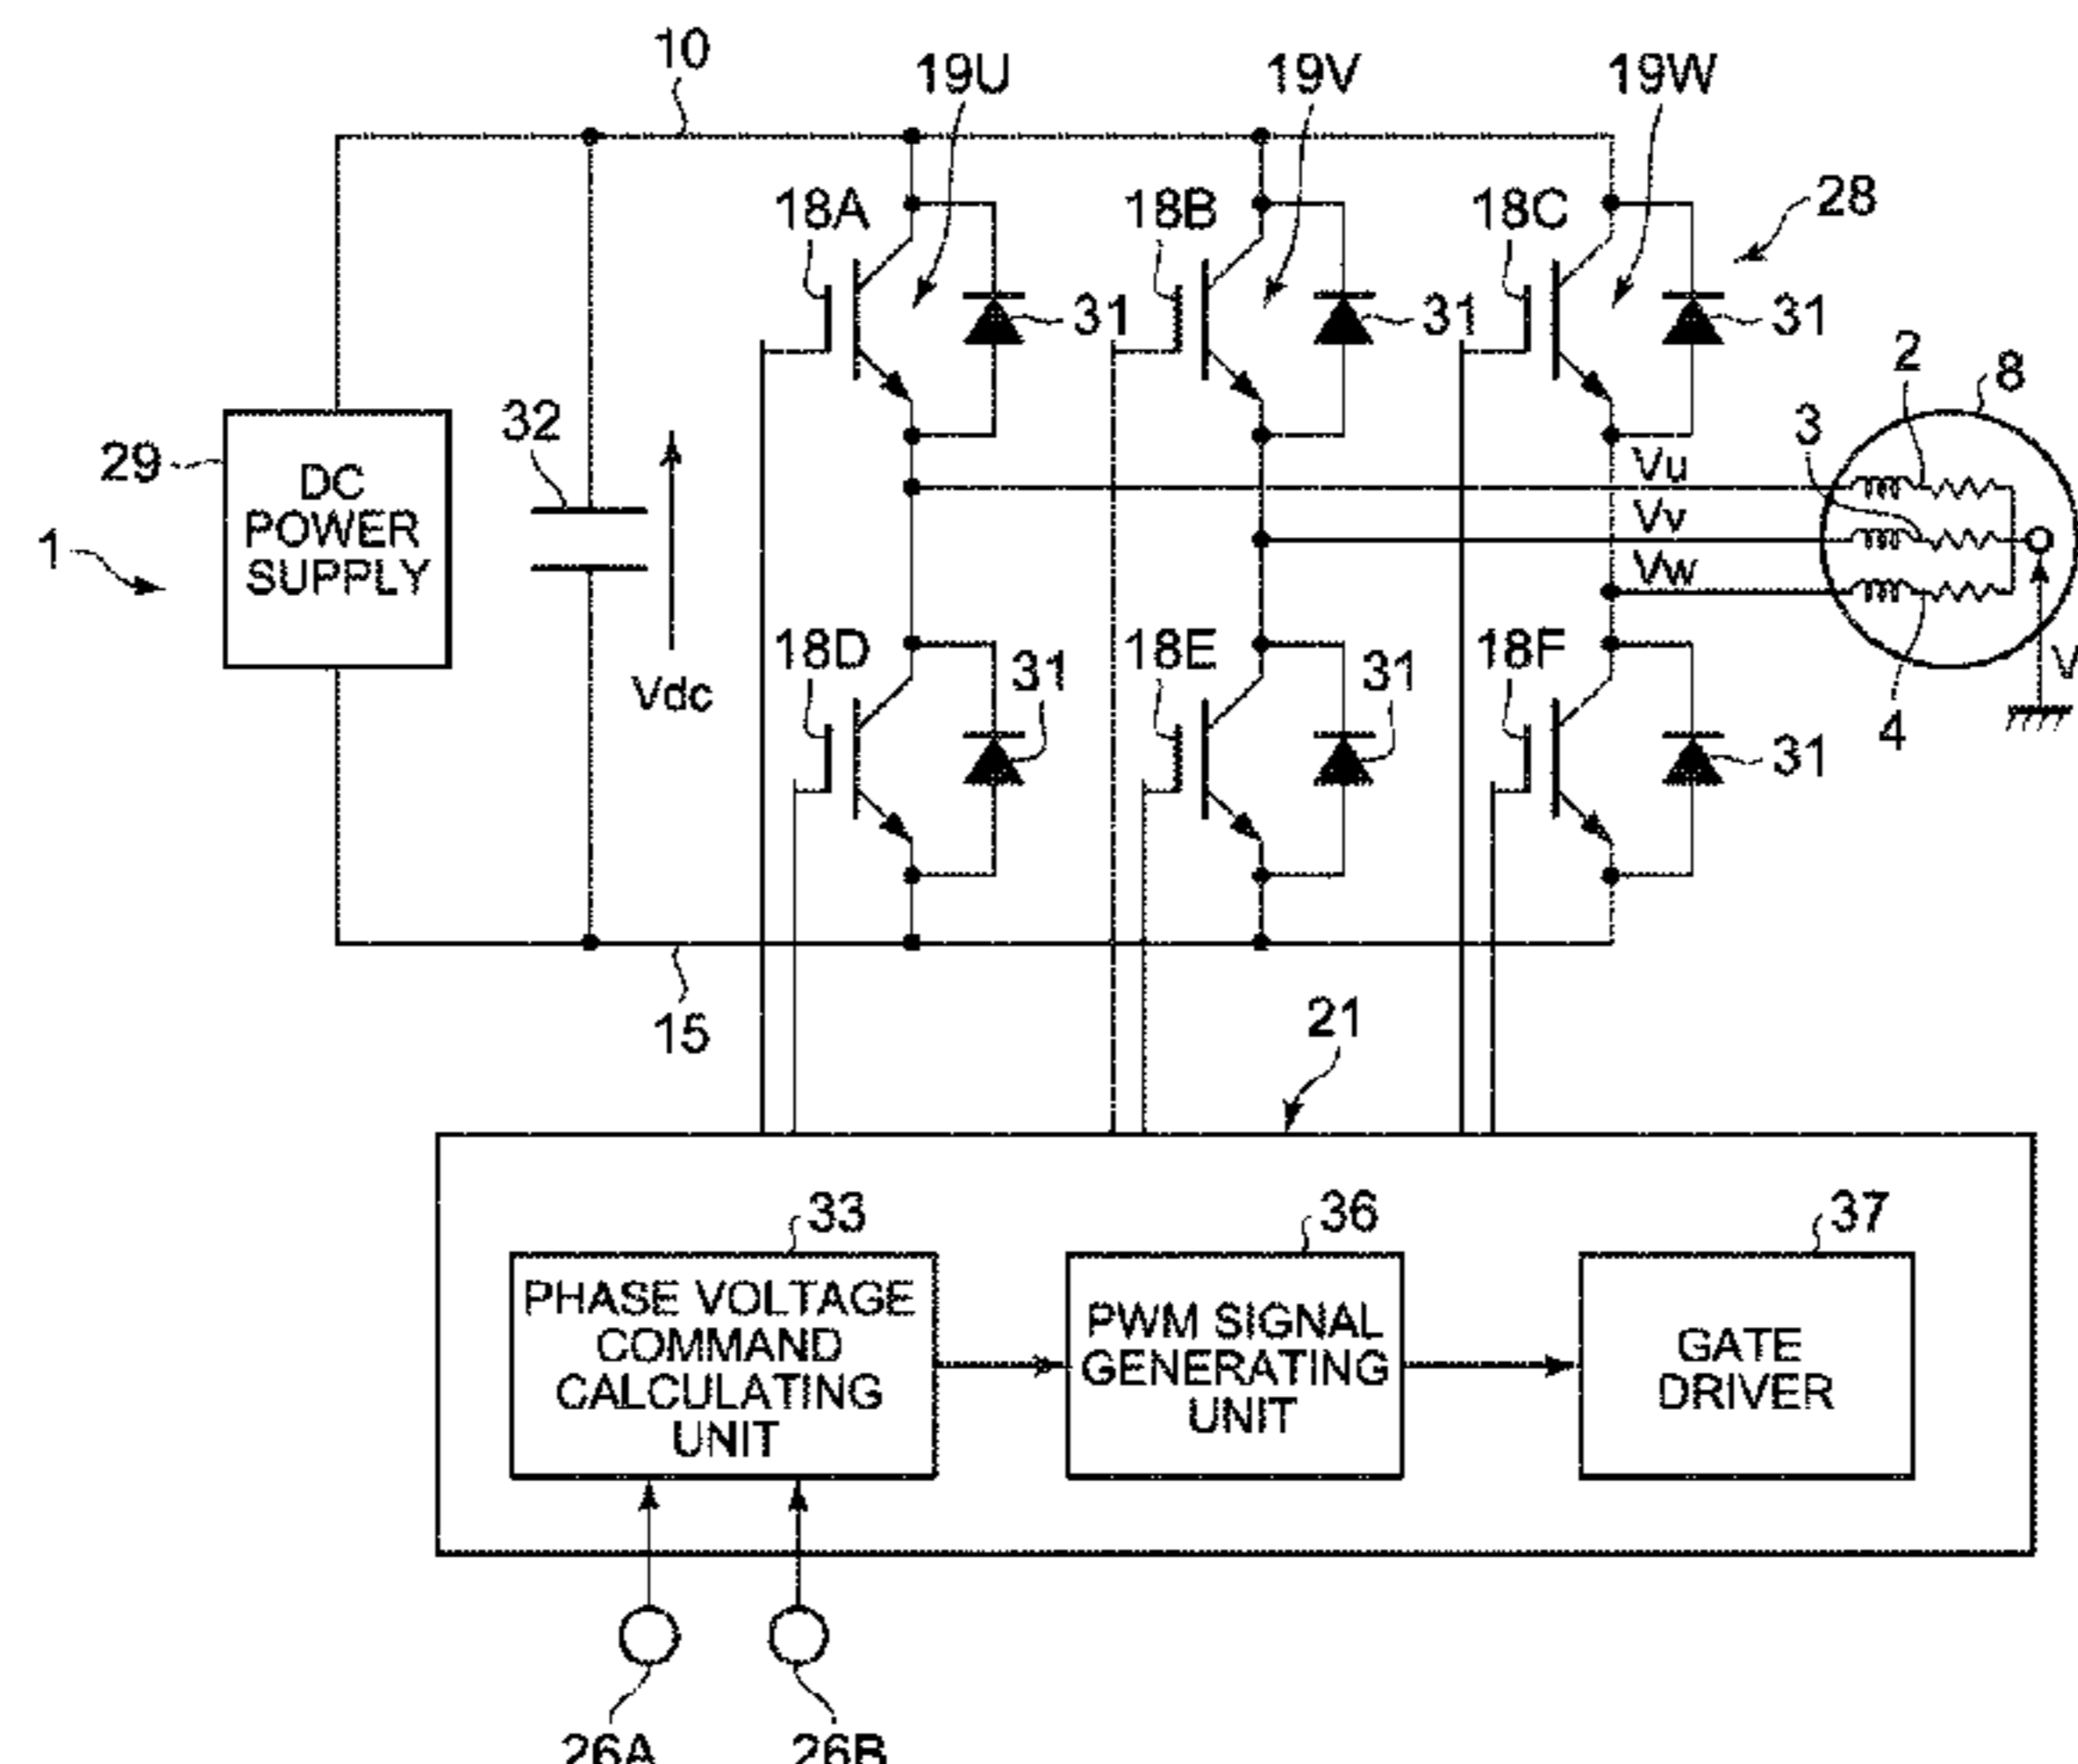 10
19U
19V
19W
18A
18B
18C
28
31
31
31
2
8
3
32
29
DC
POWER
SUPPLY
1
Vdc
Vu
Vv
Vw
18D
18E
18F
31
31
31
4
V
15
21
33
36
37
PHASE VOLTAGE
COMMAND
CALCULATING
UNIT
PWM SIGNAL
GENERATING
UNIT
GATE
DRIVER
26A
26B